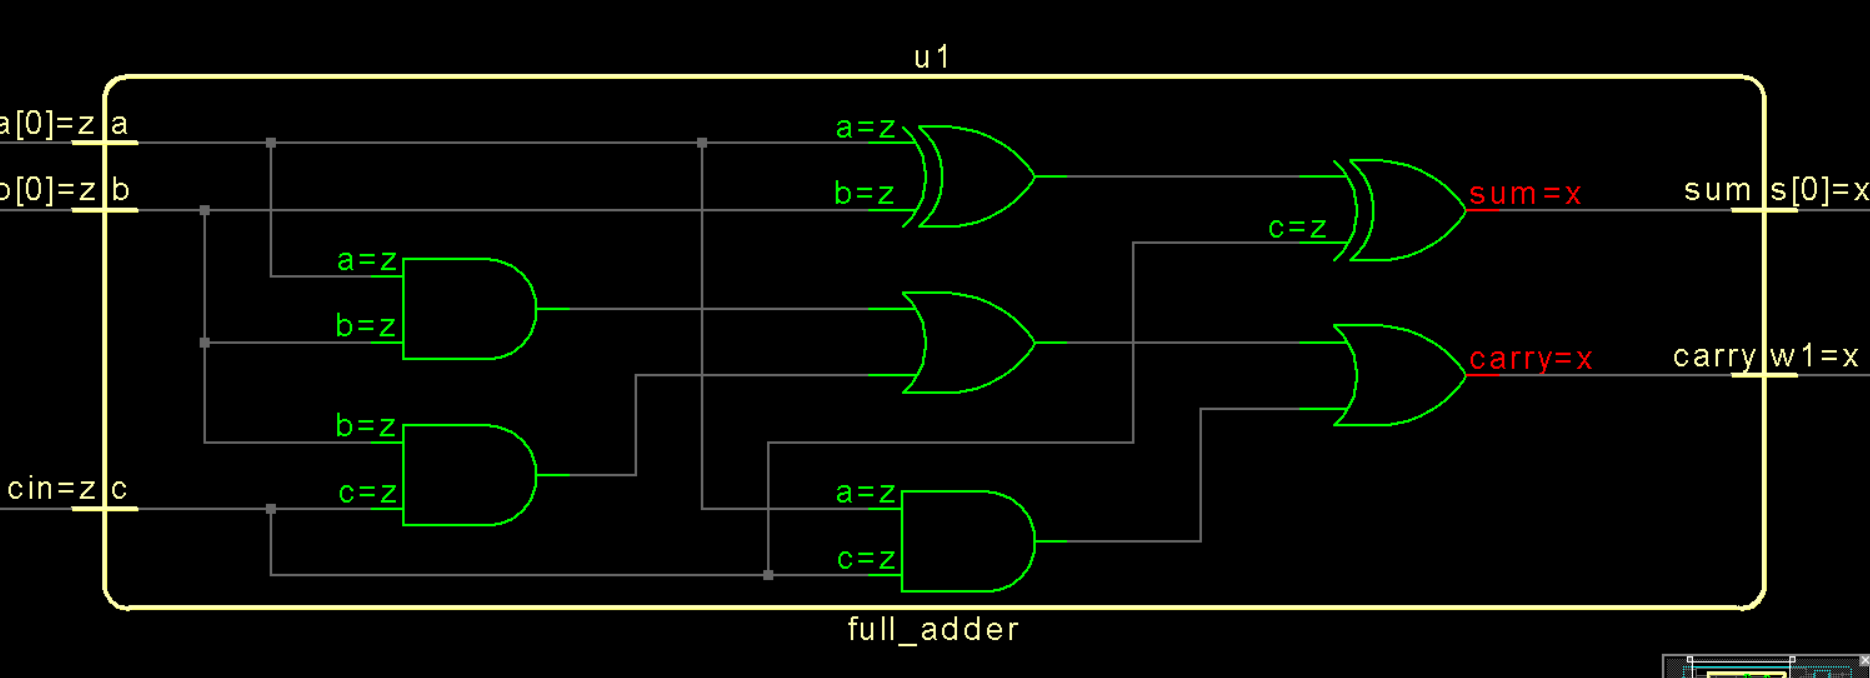 u1
a[0]=z a
b[0]=z b
cin=z c
a=z
b=z
a=z
b=z
b=z
c=z
a=z
c=z
c=z
sum=x
carry=x
sum s[0]=x
carry w1=x
full_adder